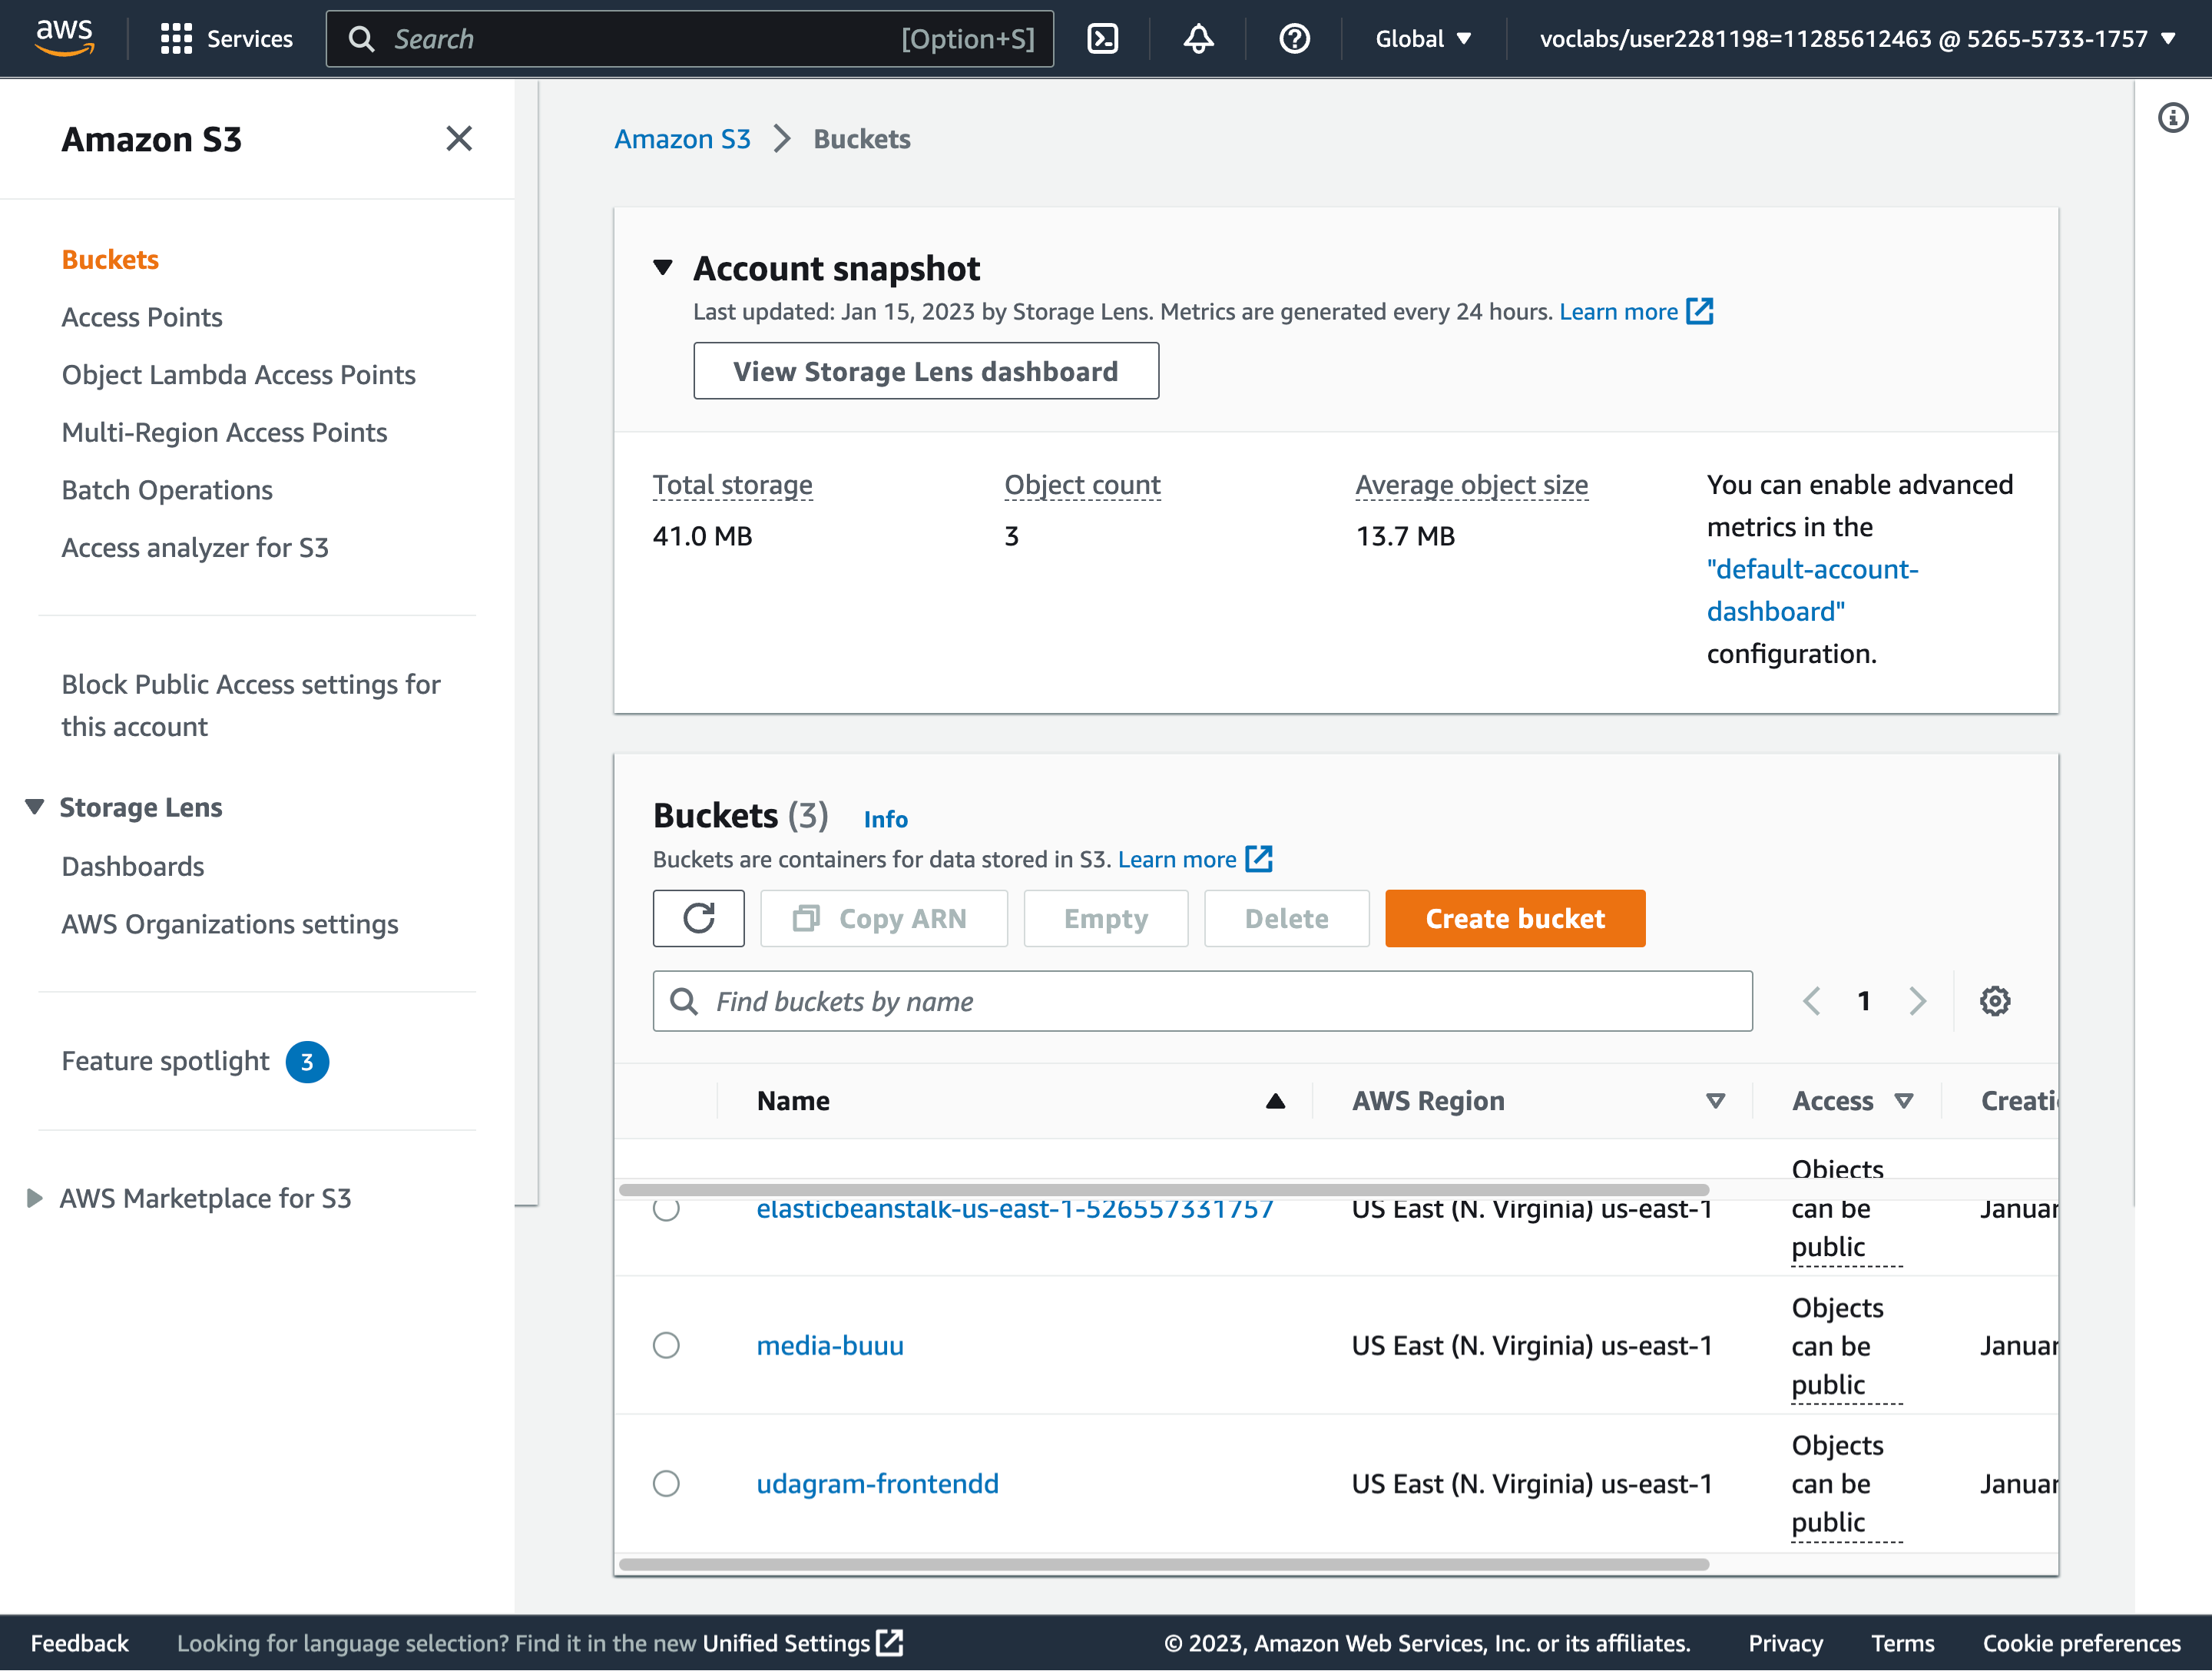 aws
Services
Search [Option+S]
Global
voclabs/user2281198=11285612463 @ 5265-5733-1757
Amazon S3
Buckets
Access Points
Object Lambda Access Points
Multi-Region Access Points
Batch Operations
Access analyzer for S3
Block Public Access settings for
this account
Storage Lens
Dashboards
AWS Organizations settings
Feature spotlight 3
AWS Marketplace for S3
Amazon S3 Buckets
Account snapshot
Last updated: Jan 15, 2023 by Storage Lens. Metrics are generated every 24 hours. Learn more
View Storage Lens dashboard
Total storage
41.0 MB
Object count
3
Average object size
13.7 MB
You can enable advanced
metrics in the
"default-account-
dashboard"
configuration.
Buckets (3) Info
Buckets are containers for data stored in S3. Learn more
Copy ARN
Empty
Delete
Create bucket
Find buckets by name
1
Name AWS Region Access Creati
elasticbeanstalk-us-east-1-526557331757 US East (N. Virginia) us-east-1
Objects
can be
public
Januar
media-buuu US East (N. Virginia) us-east-1
Objects
can be
public
Januar
udagram-frontendd US East (N. Virginia) us-east-1
Objects
can be
public
Januar
Feedback Looking for language selection? Find it in the new Unified Settings © 2023, Amazon Web Services, Inc. or its affiliates. Privacy Terms Cookie preferences